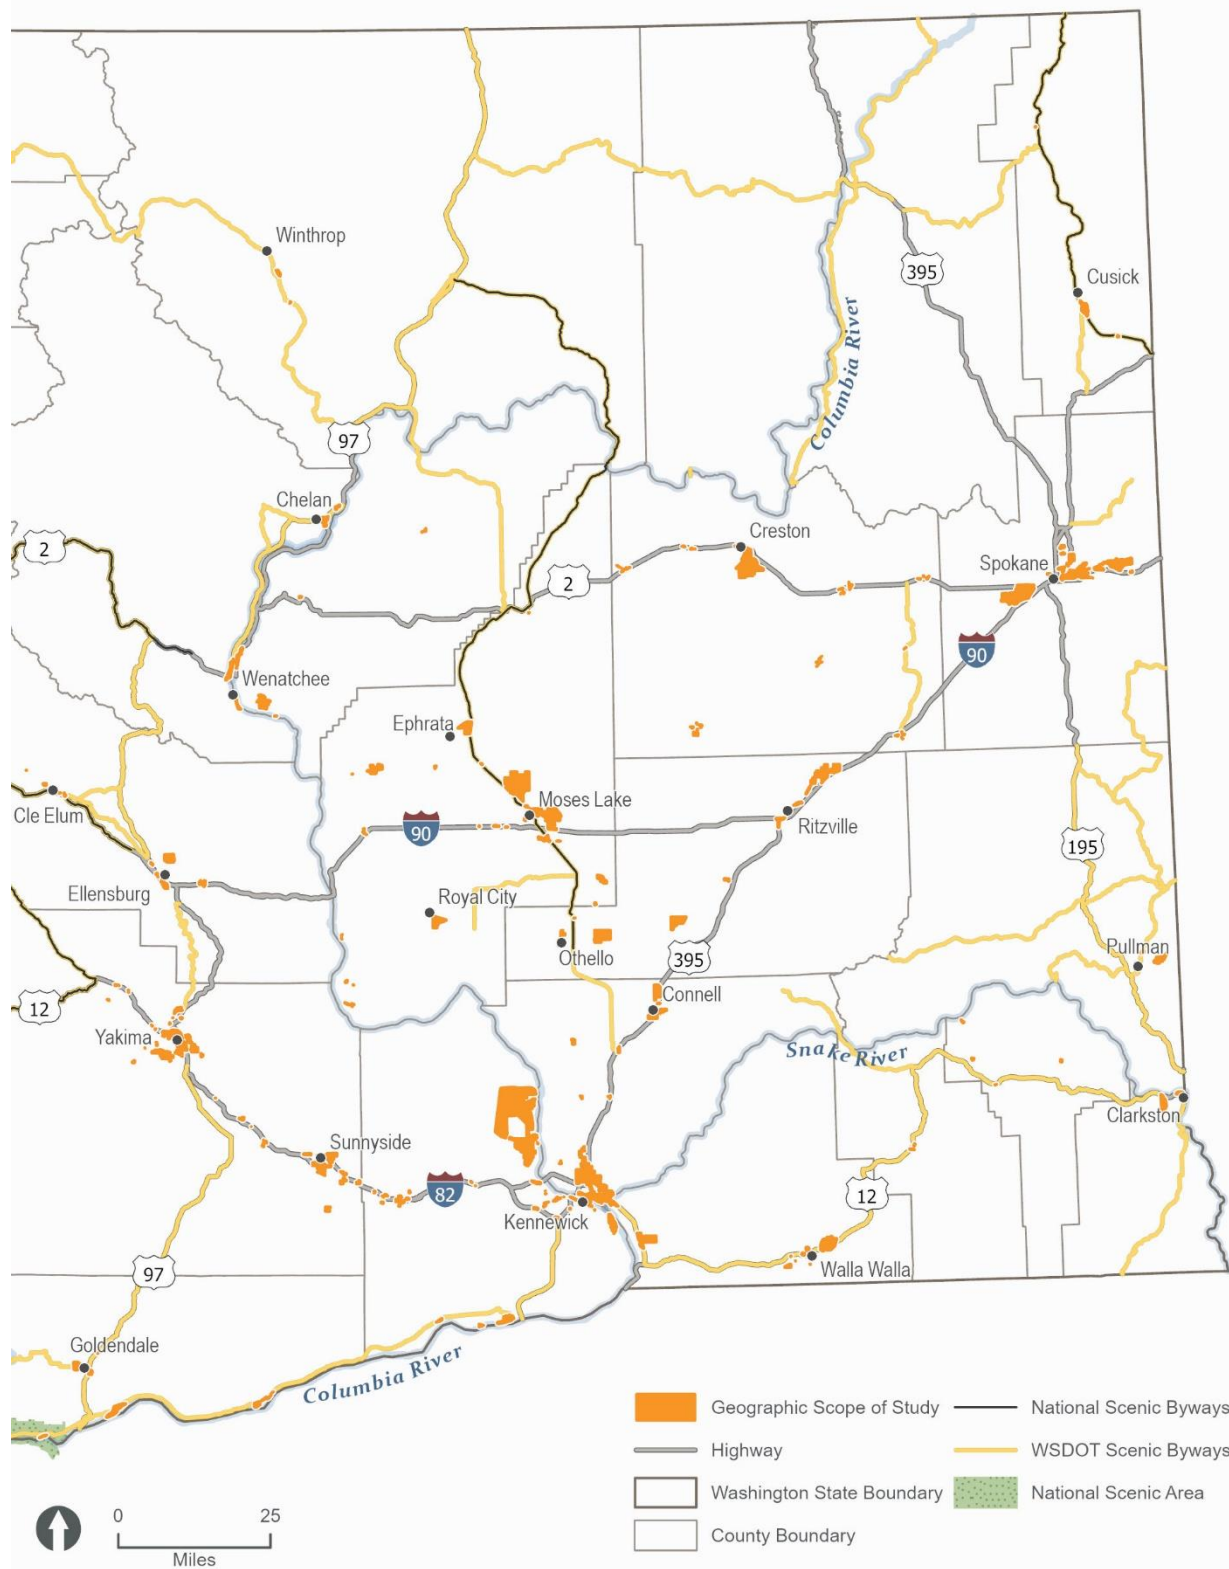 Winthrop
395
Cusick
Columbia River
97
Chelan
2
Creston
Spokane
2
90
Wenatchee
Ephrata
Moses Lake
Cle Elum
90
Ritzville
195
Ellensburg
Royal City
Othello
395
Pullman
Connell
12
Yakima
Snake River
Clarkston
Sunnyside
82
12
Kennewick
Walla Walla
97
Goldendale
Columbia River
Geographic Scope of Study
National Scenic Byways
Highway
WSDOT Scenic Byways
Washington State Boundary
National Scenic Area
County Boundary
0 25
Miles